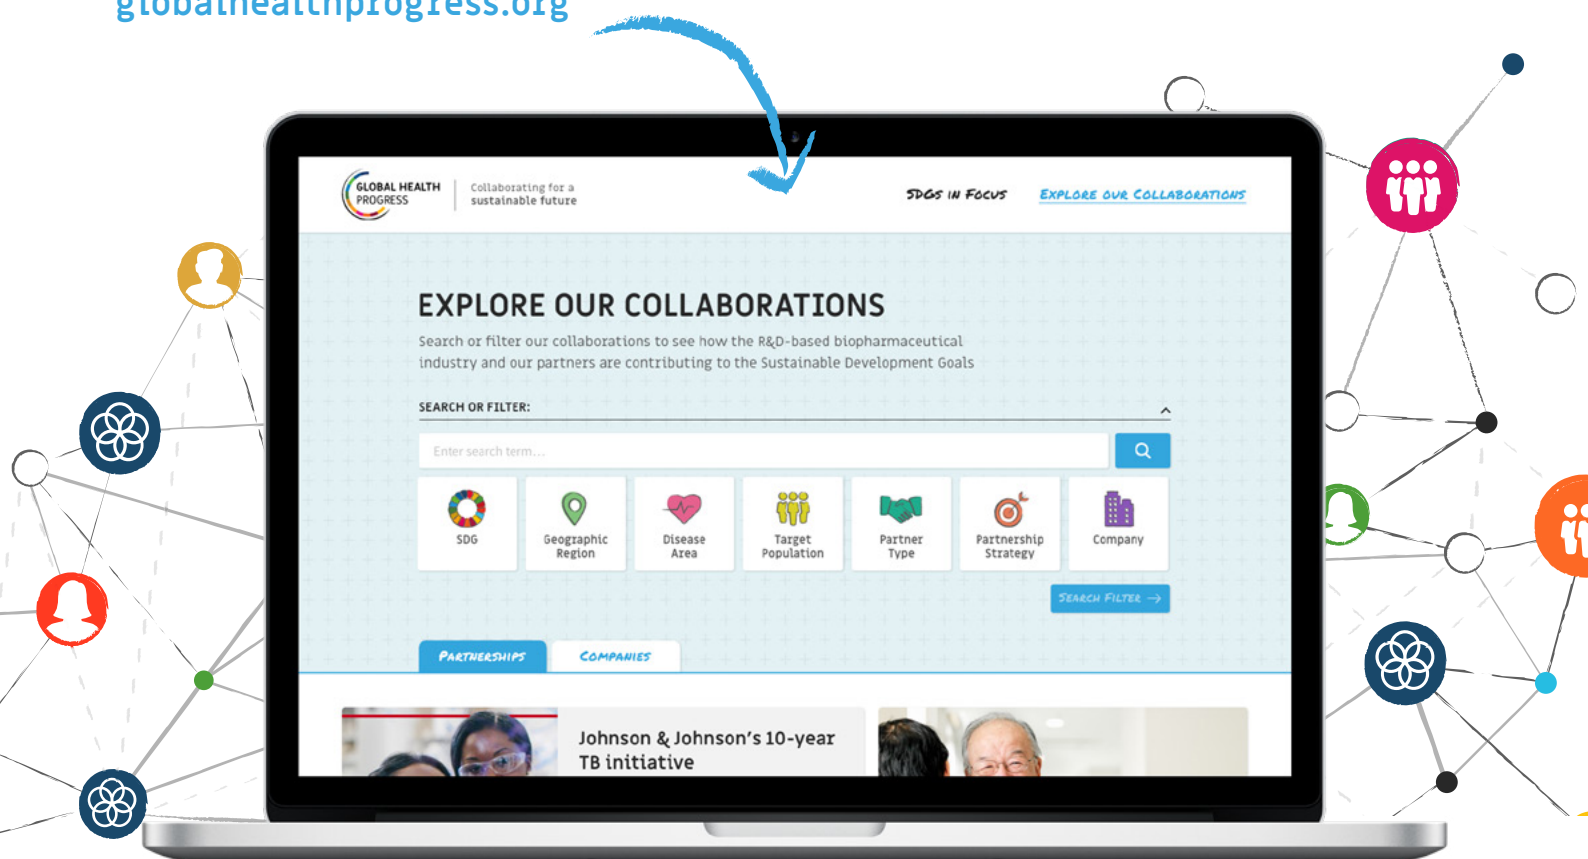 globalhealthprogress.org
GLOBAL HEALTH
PROGRESS
Collaborating for a
sustainable future
SDGs in Focus
Explore our Collaborations
EXPLORE OUR COLLABORATIONS
Search or filter our collaborations to see how the R&D-based biopharmaceutical
industry and our partners are contributing to the Sustainable Development Goals
SEARCH OR FILTER:
Enter search term...
SDG
Geographic
Region
Disease
Area
Target
Population
Partner
Type
Partnership
Strategy
Company
Search Filter →
Partnerships
Companies
Johnson & Johnson's 10-year
TB initiative